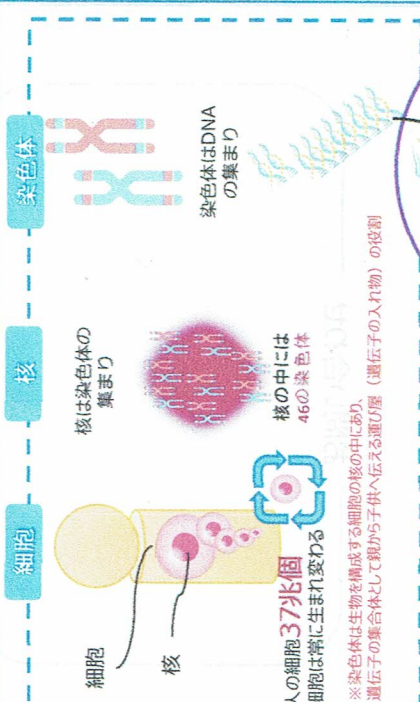 細胞
細胞
核
人の細胞37兆個
細胞は常に生まれ変わる
核
核は染色体の
集まり
核の中には
46の染色体
染色体
染色体はDNA
の集まり
※染色体は生物を構成する細胞の核の中にあり、
遺伝子の集合体として親から子供へ伝える運び屋（遺伝子の入れ物）の役割